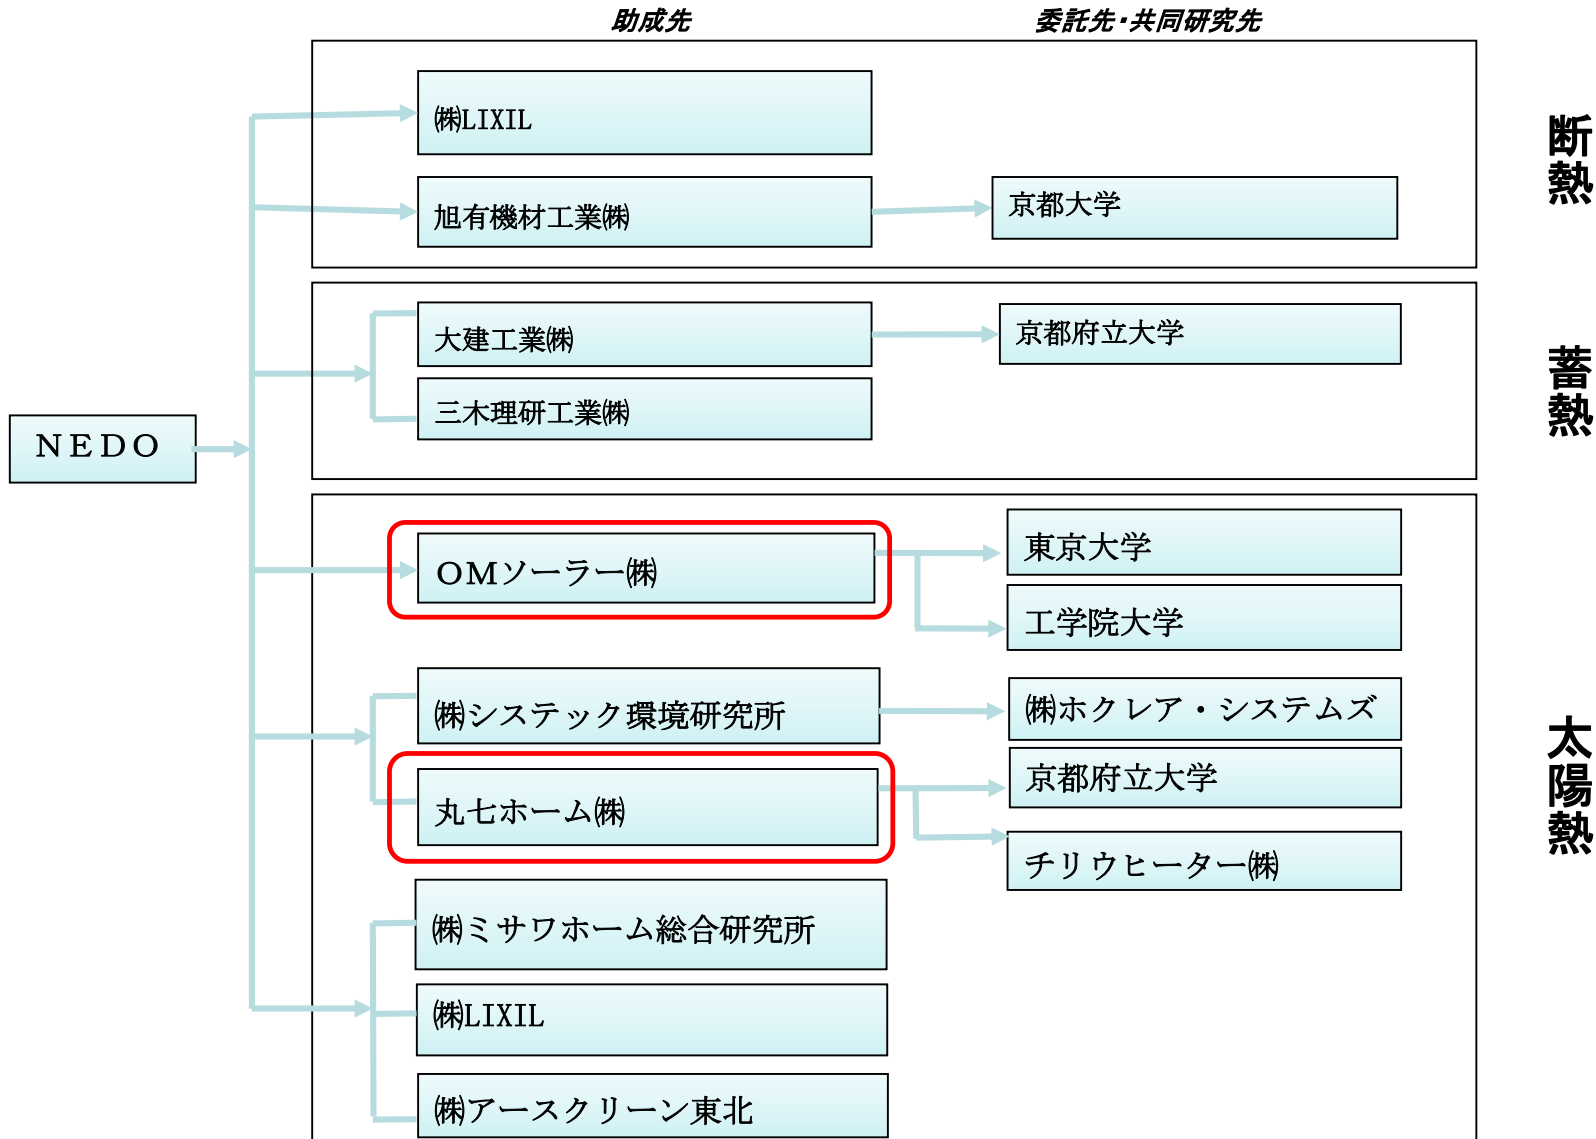 助成先
委託先・共同研究先
㈱LIXIL
旭有機材工業㈱
京都大学
断熱
大建工業㈱
京都府立大学
三木理研工業㈱
蓄熱
ＮＥＤＯ
ＯＭソーラー㈱
東京大学
工学院大学
㈱システック環境研究所
㈱ホクレア・システムズ
丸七ホーム㈱
京都府立大学
チリウヒーター㈱
太陽熱
㈱ミサワホーム総合研究所
㈱LIXIL
㈱アースクリーン東北